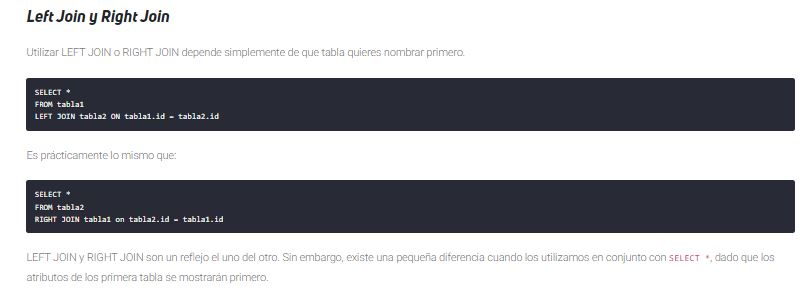 Left Join y Right Join
Utilizar LEFT JOIN o RIGHT JOIN depende simplemente de que tabla quieres nombrar primero.
SELECT *
FROM tabla1
LEFT JOIN tabla2 ON tabla1.id = tabla2.id
Es prácticamente lo mismo que:
SELECT *
FROM tabla2
RIGHT JOIN tabla1 on tabla2.id = tabla1.id
LEFT JOIN y RIGHT JOIN son un reflejo el uno del otro. Sin embargo, existe una pequeña diferencia cuando los utilizamos en conjunto con SELECT *, dado que los
atributos de los primera tabla se mostrarán primero.